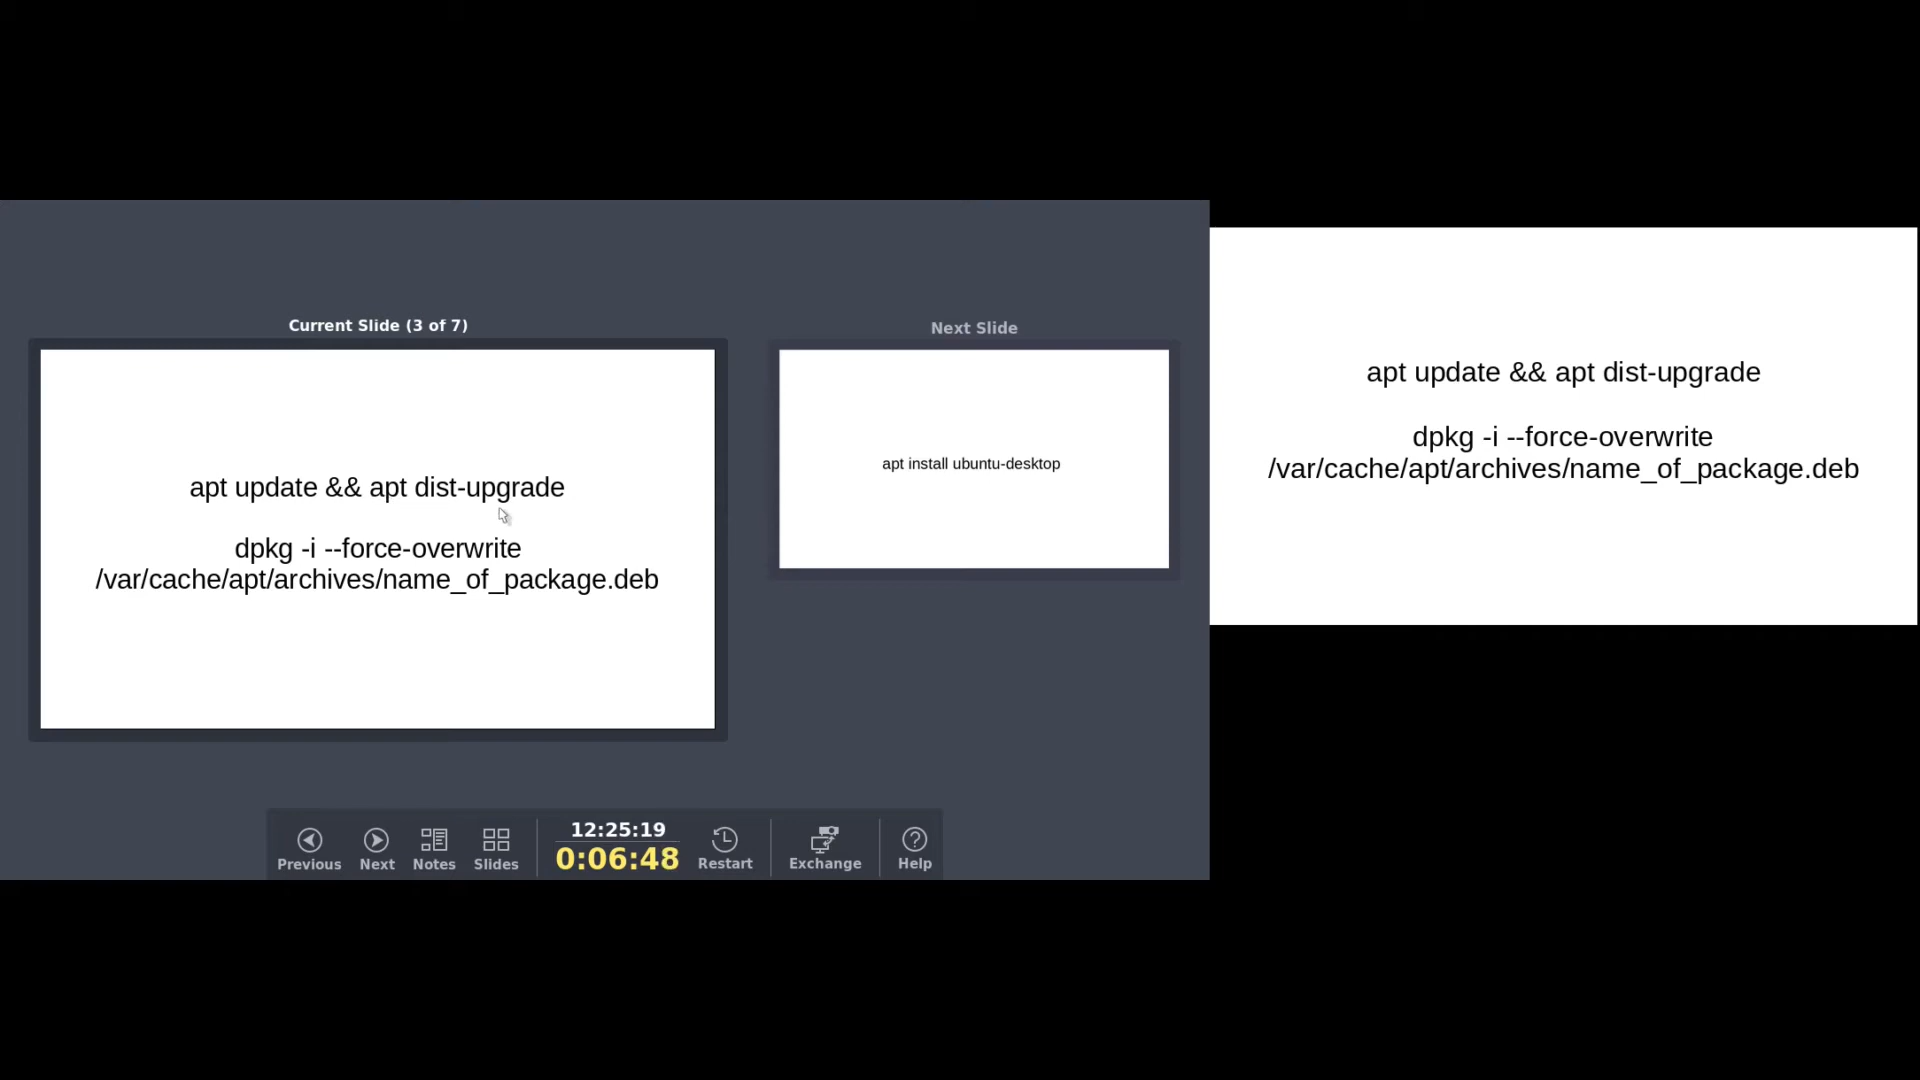 Current Slide (3 of 7)
apt update && apt dist-upgrade
dpkg -i --force-overwrite
/var/cache/apt/archives/name_of_package.deb
Next Slide
apt install ubuntu-desktop
apt update && apt dist-upgrade
dpkg -i --force-overwrite
/var/cache/apt/archives/name_of_package.deb
Previous
Next
Notes
Slides
12:25:19
0:06:48
Restart
Exchange
Help